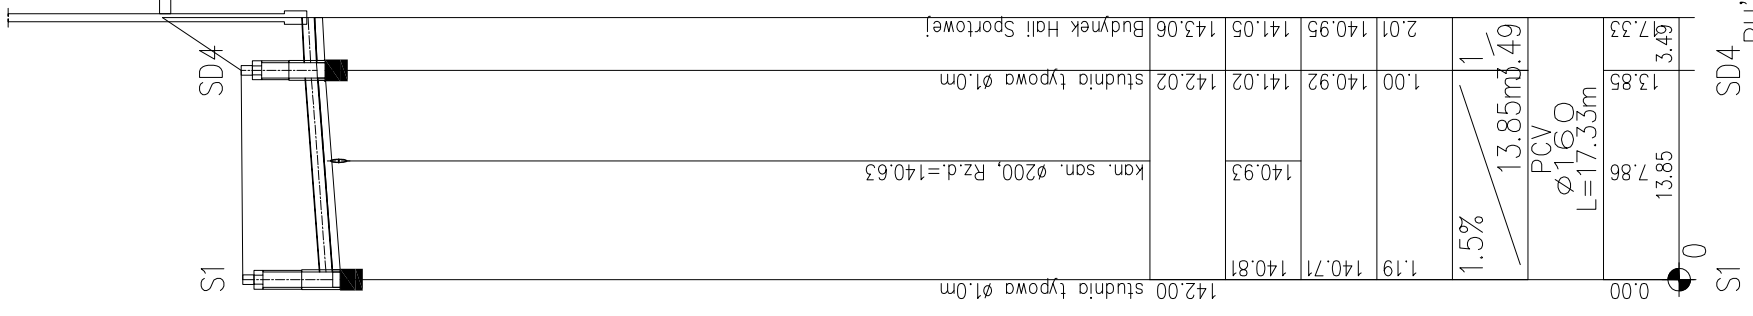 Budynek Hali Sportowej 143.06 141.05 140.95 2.01 17.33
studnia typowa ø1.0m 142.02 141.02 140.92 1.00 13.85
kan. san. ø200, Rz.d.=140.63 140.93 7.86
studnia typowa ø1.0m 142.00 140.81 140.71 1.19 0.00
SD4
S1
1.5%
1
13.85m
3.49
PCV
ø160
L=17.33m
13.85
3.49
0
S1
SD4